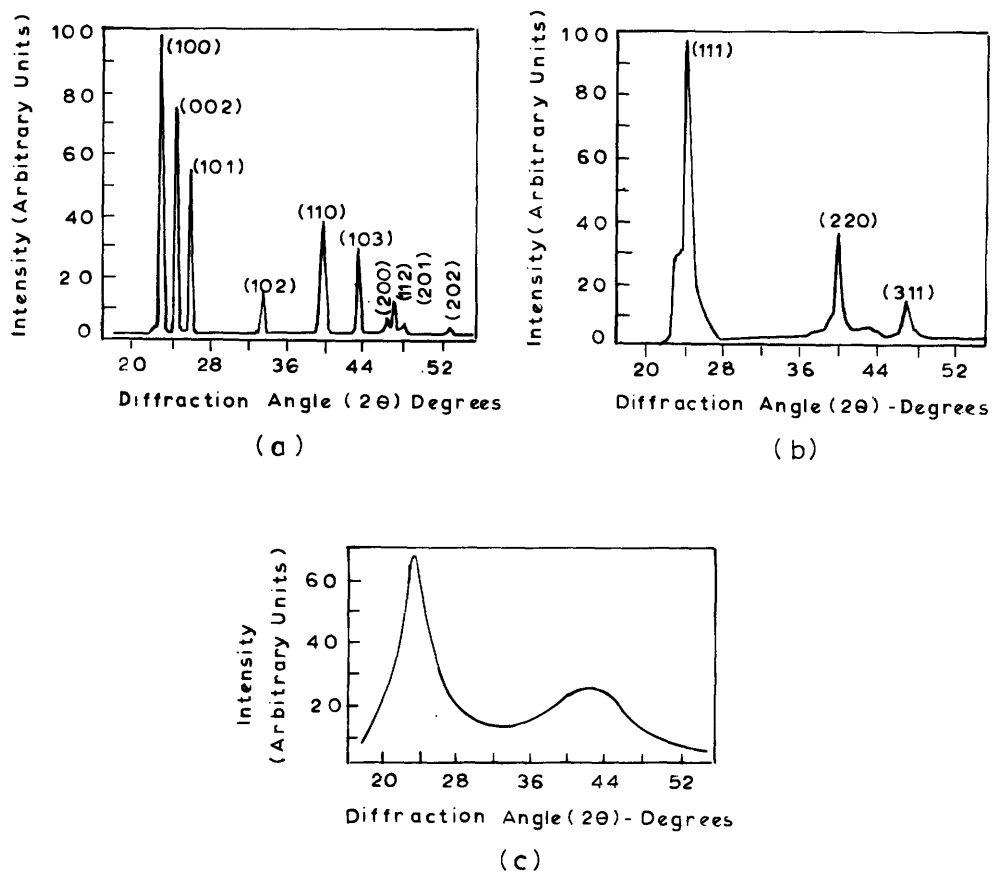 Intensity (Arbitrary Units)
100
80
60
40
20
0
(100)
(002)
(101)
(102)
(110)
(103)
(200)
(112)
(201)
(202)
20 28 36 44 52
Diffraction Angle (2θ) Degrees
(a)
Intensity (Arbitrary Units)
100
80
60
40
20
0
(111)
(220)
(311)
20 28 36 44 52
Diffraction Angle (2θ) - Degrees
(b)
Intensity
(Arbitrary Units)
60
40
20
20 28 36 44 52
Diffraction Angle (2θ) - Degrees
(c)